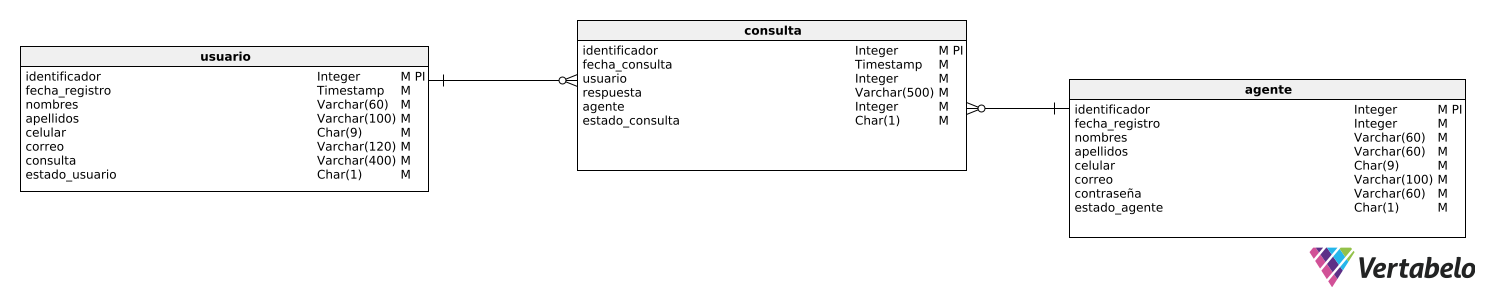 usuario
identificador Integer M PI
fecha_registro Timestamp M
nombres Varchar(60) M
apellidos Varchar(100) M
celular Char(9) M
correo Varchar(120) M
consulta Varchar(400) M
estado_usuario Char(1) M
consulta
identificador Integer M PI
fecha_consulta Timestamp M
usuario Integer M
respuesta Varchar(500) M
agente Integer M
estado_consulta Char(1) M
agente
identificador Integer M PI
fecha_registro Integer M
nombres Varchar(60) M
apellidos Varchar(60) M
celular Char(9) M
correo Varchar(100) M
contraseña Varchar(60) M
estado_agente Char(1) M
Vertabelo